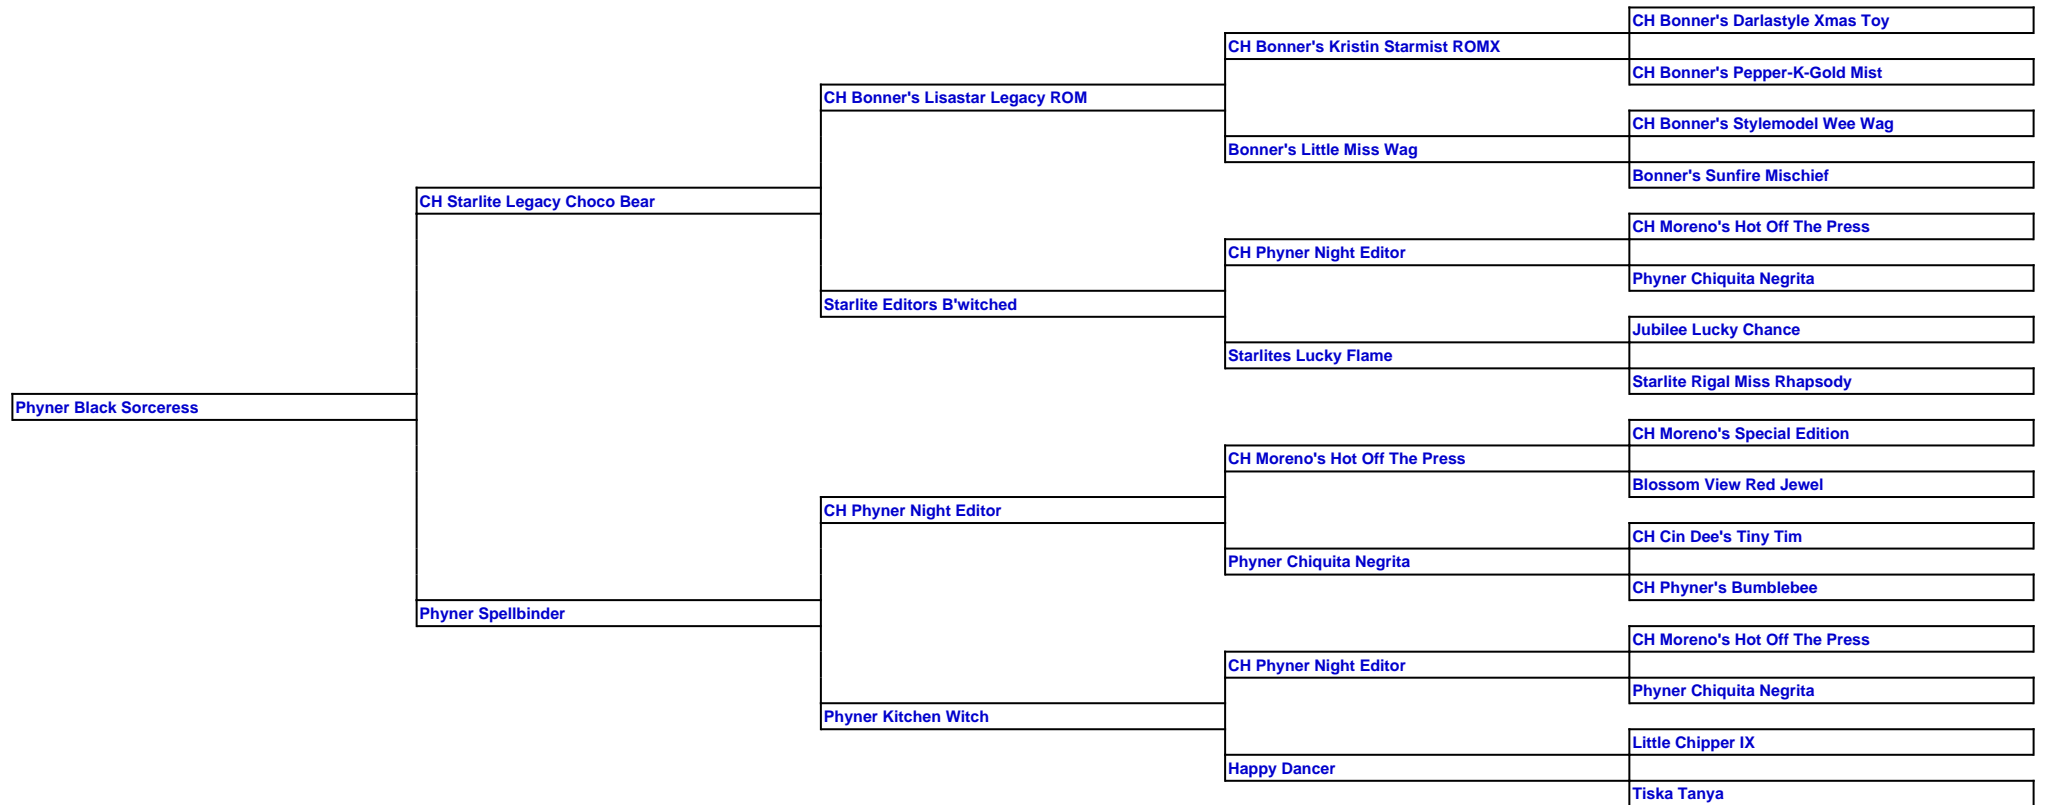 CH Bonner's Darlastyle Xmas Toy
CH Bonner's Kristin Starmist ROMX
CH Bonner's Pepper-K-Gold Mist
CH Bonner's Lisastar Legacy ROM
CH Bonner's Stylemodel Wee Wag
Bonner's Little Miss Wag
Bonner's Sunfire Mischief
CH Starlite Legacy Choco Bear
CH Moreno's Hot Off The Press
CH Phyner Night Editor
Phyner Chiquita Negrita
Starlite Editors B'witched
Jubilee Lucky Chance
Starlites Lucky Flame
Starlite Rigal Miss Rhapsody
Phyner Black Sorceress
CH Moreno's Special Edition
CH Moreno's Hot Off The Press
Blossom View Red Jewel
CH Phyner Night Editor
CH Cin Dee's Tiny Tim
Phyner Chiquita Negrita
CH Phyner's Bumblebee
Phyner Spellbinder
CH Moreno's Hot Off The Press
CH Phyner Night Editor
Phyner Chiquita Negrita
Phyner Kitchen Witch
Little Chipper IX
Happy Dancer
Tiska Tanya